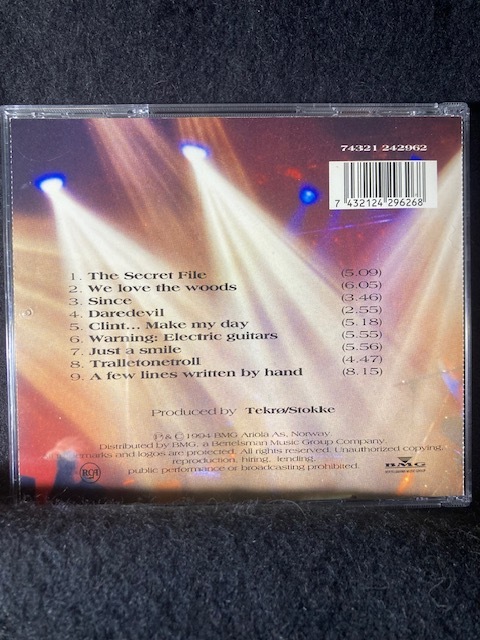 74321 242962
7 432124 296268
1. The Secret File (5.09)
2. We love the woods (6.05)
3. Since (3.46)
4. Daredevil (2.55)
5. Clint... Make my day (5.18)
6. Warning: Electric guitars (5.55)
7. Just a smile (5.56)
8. Tralletonetroll (4.47)
9. A few lines written by hand (8.15)
Produced by Tekrø/Stokke
℗ & © 1994 BMG Ariola As, Norway.
Distributed by BMG, a Bertelsman Music Group Company.
emarks and logos are protected. All rights reserved. Unauthorized copying,
reproduction, hiring, lending,
public performance or broadcasting prohibited.
RCA
BMG